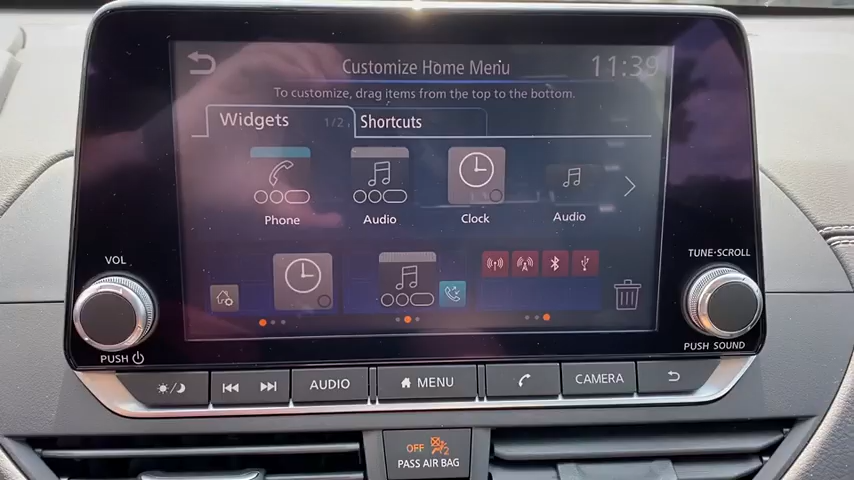 Customize Home Menu 11:39
To customize, drag items from the top to the bottom.
Widgets 1/2 Shortcuts
Phone Audio Clock Audio
VOL
TUNE·SCROLL
PUSH
PUSH SOUND
AUDIO MENU CAMERA
OFF 2
PASS AIR BAG